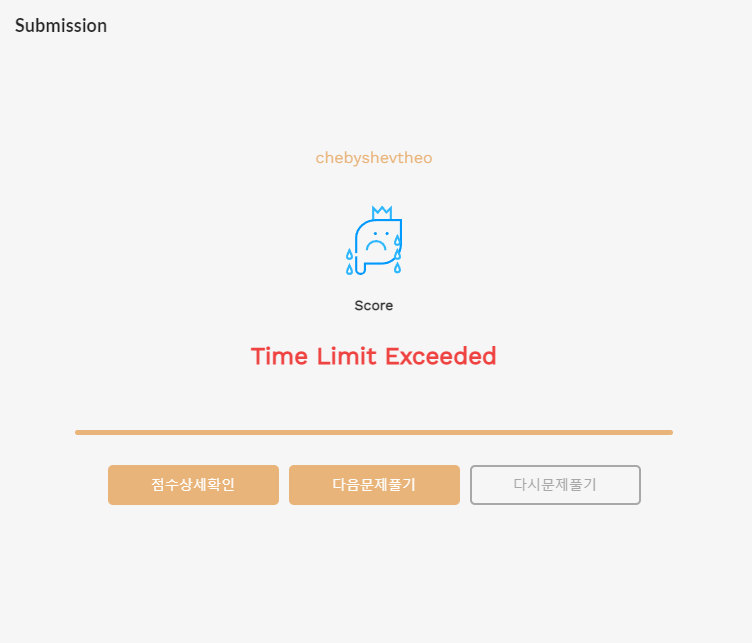 Submission
chebyshevtheo
Score
Time Limit Exceeded
점수상세확인
다음문제풀기
다시문제풀기